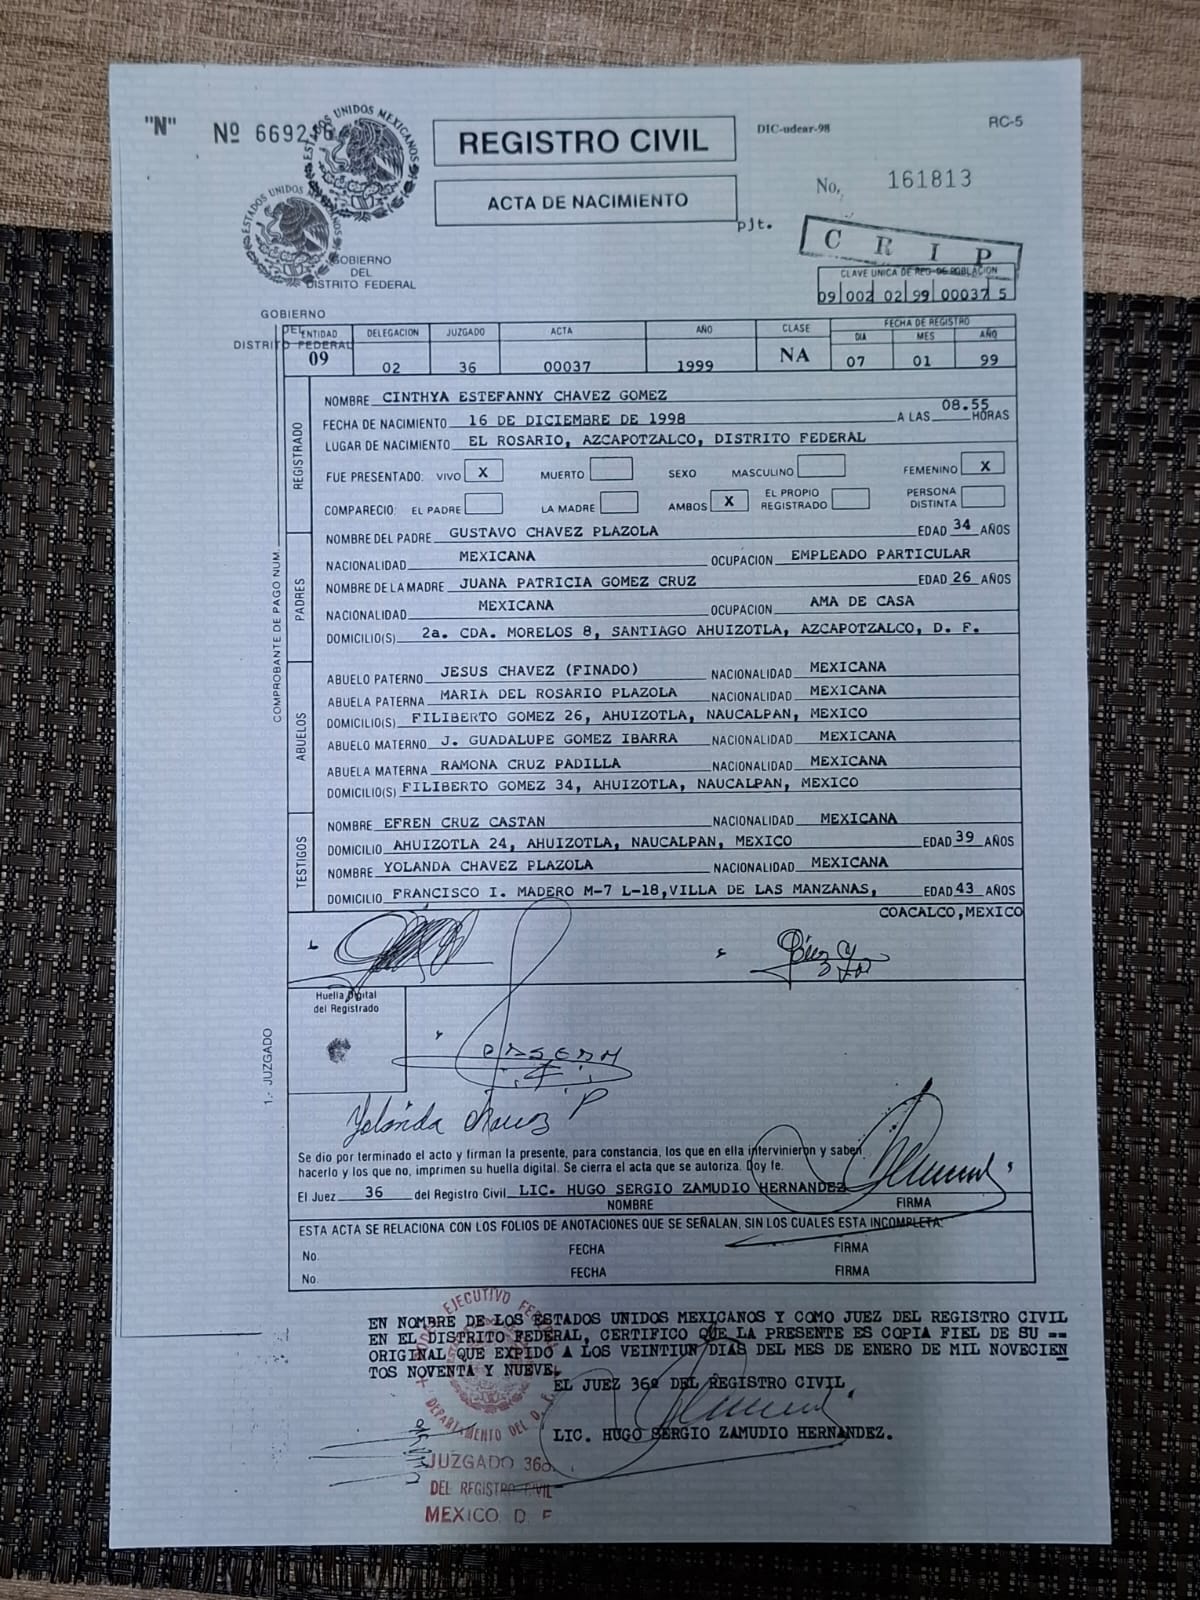 "N" Nº 6692
ESTADOS UNIDOS MEXICANOS
REGISTRO CIVIL
DIC-udear-98
RC-5
ACTA DE NACIMIENTO
No. 161813
pjt.
CRIP
CLAVE UNICA DE REG. DE POBLACION
09 002 02 99 00037 5
ESTADOS UNIDOS MEXICANOS
GOBIERNO
DEL
DISTRITO FEDERAL
GOBIERNO
DEL
DISTRITO FEDERAL
ENTIDAD DELEGACION JUZGADO ACTA AÑO CLASE FECHA DE REGISTRO
DIA MES AÑO
09 02 36 00037 1999 NA 07 01 99
REGISTRADO
NOMBRE CINTHYA ESTEFANNY CHAVEZ GOMEZ
FECHA DE NACIMIENTO 16 DE DICIEMBRE DE 1998 A LAS 08.55 HORAS
LUGAR DE NACIMIENTO EL ROSARIO, AZCAPOTZALCO, DISTRITO FEDERAL
FUE PRESENTADO: VIVO X MUERTO SEXO MASCULINO FEMENINO X
COMPARECIO: EL PADRE LA MADRE AMBOS X EL PROPIO REGISTRADO PERSONA DISTINTA
PADRES
NOMBRE DEL PADRE GUSTAVO CHAVEZ PLAZOLA EDAD 34 AÑOS
NACIONALIDAD MEXICANA OCUPACION EMPLEADO PARTICULAR
NOMBRE DE LA MADRE JUANA PATRICIA GOMEZ CRUZ EDAD 26 AÑOS
NACIONALIDAD MEXICANA OCUPACION AMA DE CASA
DOMICILIO(S) 2a. CDA. MORELOS 8, SANTIAGO AHUIZOTLA, AZCAPOTZALCO, D. F.
ABUELOS
ABUELO PATERNO JESUS CHAVEZ (FINADO) NACIONALIDAD MEXICANA
ABUELA PATERNA MARIA DEL ROSARIO PLAZOLA NACIONALIDAD MEXICANA
DOMICILIO(S) FILIBERTO GOMEZ 26, AHUIZOTLA, NAUCALPAN, MEXICO
ABUELO MATERNO J. GUADALUPE GOMEZ IBARRA NACIONALIDAD MEXICANA
ABUELA MATERNA RAMONA CRUZ PADILLA NACIONALIDAD MEXICANA
DOMICILIO(S) FILIBERTO GOMEZ 34, AHUIZOTLA, NAUCALPAN, MEXICO
TESTIGOS
NOMBRE EFREN CRUZ CASTAN NACIONALIDAD MEXICANA
DOMICILIO AHUIZOTLA 24, AHUIZOTLA, NAUCALPAN, MEXICO EDAD 39 AÑOS
NOMBRE YOLANDA CHAVEZ PLAZOLA NACIONALIDAD MEXICANA
DOMICILIO FRANCISCO I. MADERO M-7 L-18,VILLA DE LAS MANZANAS, EDAD 43 AÑOS
COACALCO,MEXICO
COMPROBANTE DE PAGO NUM.
1.- JUZGADO
Huella Digital
del Registrado
Yolanda Chavez P
Se dio por terminado el acto y firman la presente, para constancia, los que en ella intervinieron y saben
hacerlo y los que no, imprimen su huella digital. Se cierra el acta que se autoriza. Doy fe.
El Juez 36 del Registro Civil LIC. HUGO SERGIO ZAMUDIO HERNANDEZ
NOMBRE FIRMA
ESTA ACTA SE RELACIONA CON LOS FOLIOS DE ANOTACIONES QUE SE SEÑALAN, SIN LOS CUALES ESTA INCOMPLETA.
No. FECHA FIRMA
No. FECHA FIRMA
EN NOMBRE DE LOS ESTADOS UNIDOS MEXICANOS Y COMO JUEZ DEL REGISTRO CIVIL
EN EL DISTRITO FEDERAL, CERTIFICO QUE LA PRESENTE ES COPIA FIEL DE SU --
ORIGINAL QUE EXPIDO A LOS VEINTIUN DIAS DEL MES DE ENERO DE MIL NOVECIEN
TOS NOVENTA Y NUEVE.
EL JUEZ 36º DEL REGISTRO CIVIL.
LIC. HUGO SERGIO ZAMUDIO HERNANDEZ.
EJECUTIVO
DEPARTAMENTO DEL D. F.
JUZGADO 36o.
DEL REGISTRO CIVIL
MEXICO, D. F.